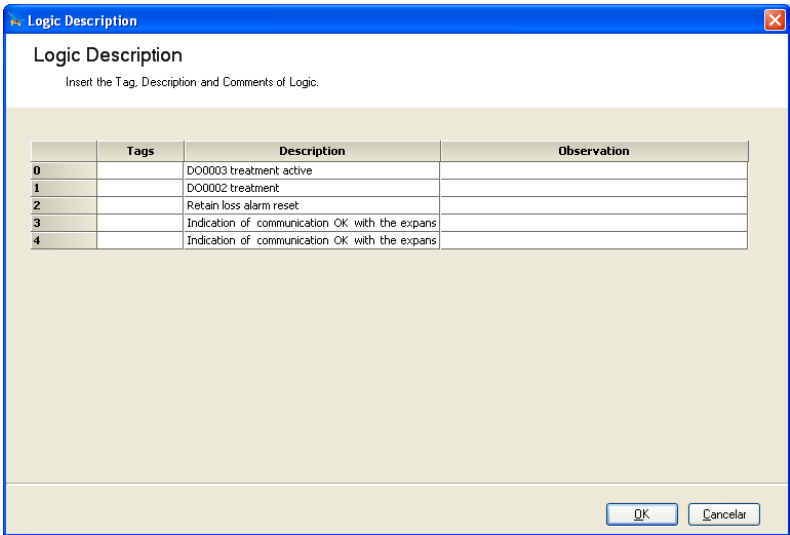 Logic Description
Logic Description
Insert the Tag, Description and Comments of Logic.
Tags Description Observation
0 DO0003 treatment active
1 DO0002 treatment
2 Retain loss alarm reset
3 Indication of communication OK with the expans
4 Indication of communication OK with the expans
OK Cancelar